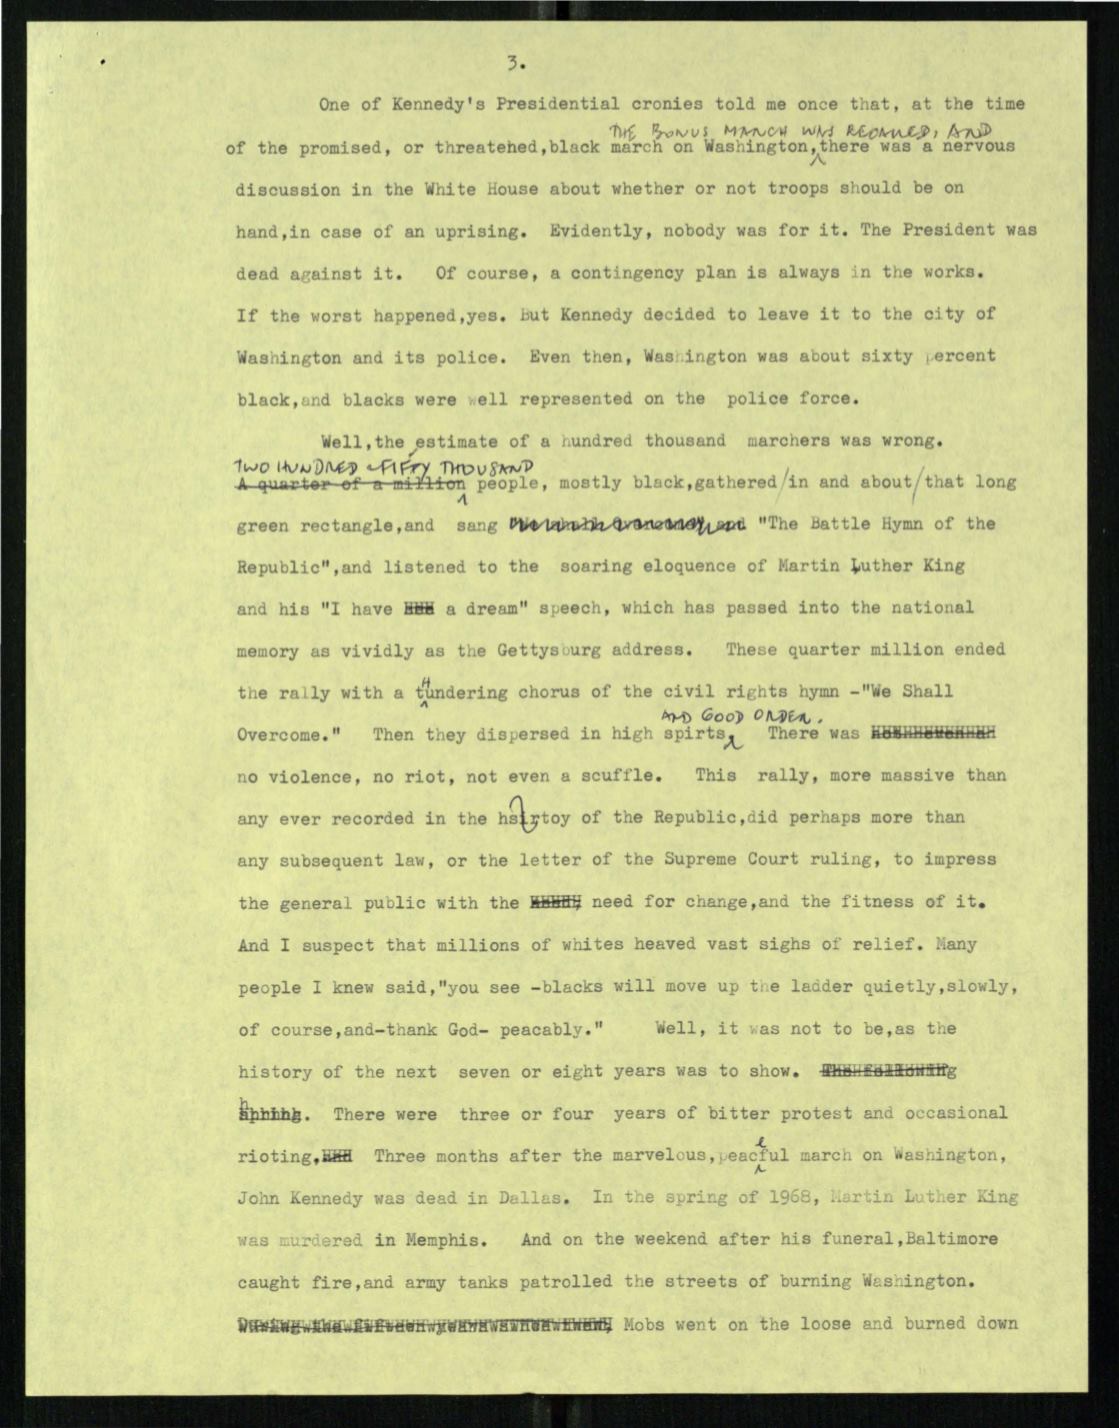 3.
One of Kennedy's Presidential cronies told me once that, at the time
THE BONUS MARCH WAS RECALLED, AND
of the promised, or threatehed,black march on Washington,there was a nervous
discussion in the White House about whether or not troops should be on
hand,in case of an uprising. Evidently, nobody was for it. The President was
dead against it. Of course, a contingency plan is always in the works.
If the worst happened,yes. But Kennedy decided to leave it to the city of
Washington and its police. Even then, Washington was about sixty percent
black,and blacks were well represented on the police force.
Well,the estimate of a hundred thousand marchers was wrong.
TWO HUNDRED & FIFTY THOUSAND
A quarter of a million people, mostly black,gathered/in and about/that long
green rectangle,and sang "We shall Overcome" and "The Battle Hymn of the
Republic",and listened to the soaring eloquence of Martin Luther King
and his "I have a dream" speech, which has passed into the national
memory as vividly as the Gettysburg address. These quarter million ended
H
the rally with a tundering chorus of the civil rights hymn -"We Shall
AND GOOD ORDER.
Overcome." Then they dispersed in high spirts, There was
no violence, no riot, not even a scuffle. This rally, more massive than
any ever recorded in the hsirtoy of the Republic,did perhaps more than
any subsequent law, or the letter of the Supreme Court ruling, to impress
the general public with the need for change,and the fitness of it.
And I suspect that millions of whites heaved vast sighs of relief. Many
people I knew said,"you see -blacks will move up the ladder quietly,slowly,
of course,and-thank God- peacably." Well, it was not to be,as the
history of the next seven or eight years was to show. The following
spring. There were three or four years of bitter protest and occasional
e
rioting, Three months after the marvelous,peacful march on Washington,
John Kennedy was dead in Dallas. In the spring of 1968, Martin Luther King
was murdered in Memphis. And on the weekend after his funeral,Baltimore
caught fire,and army tanks patrolled the streets of burning Washington.
Mobs went on the loose and burned down